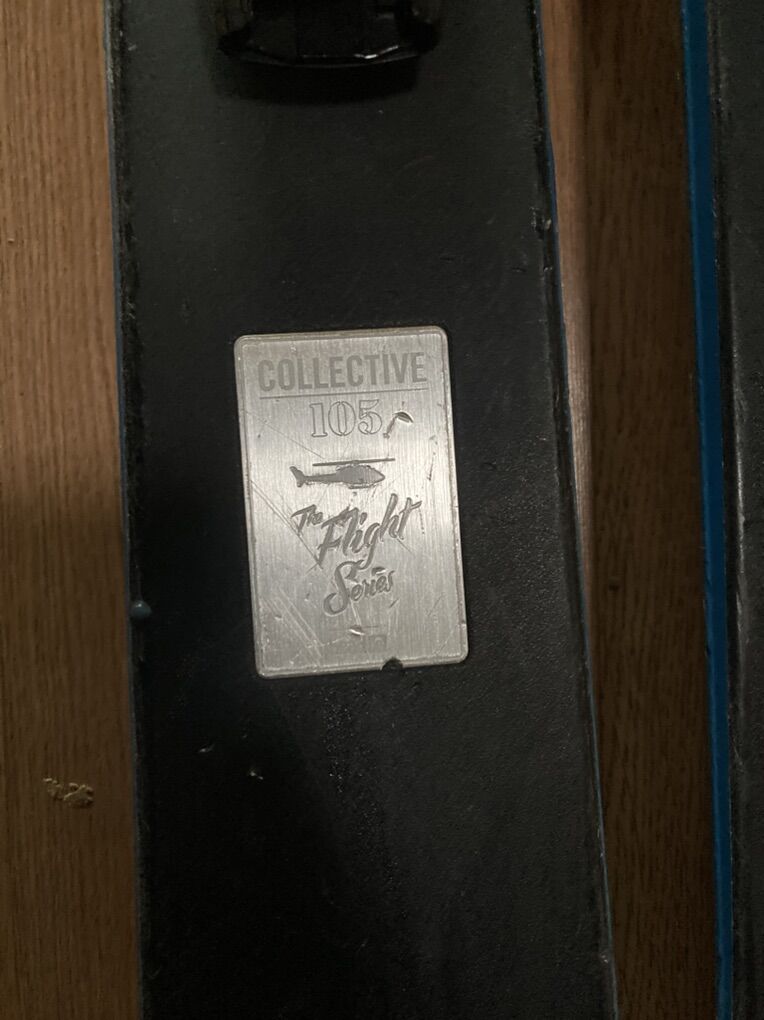 COLLECTIVE
105
The
Flight
Series